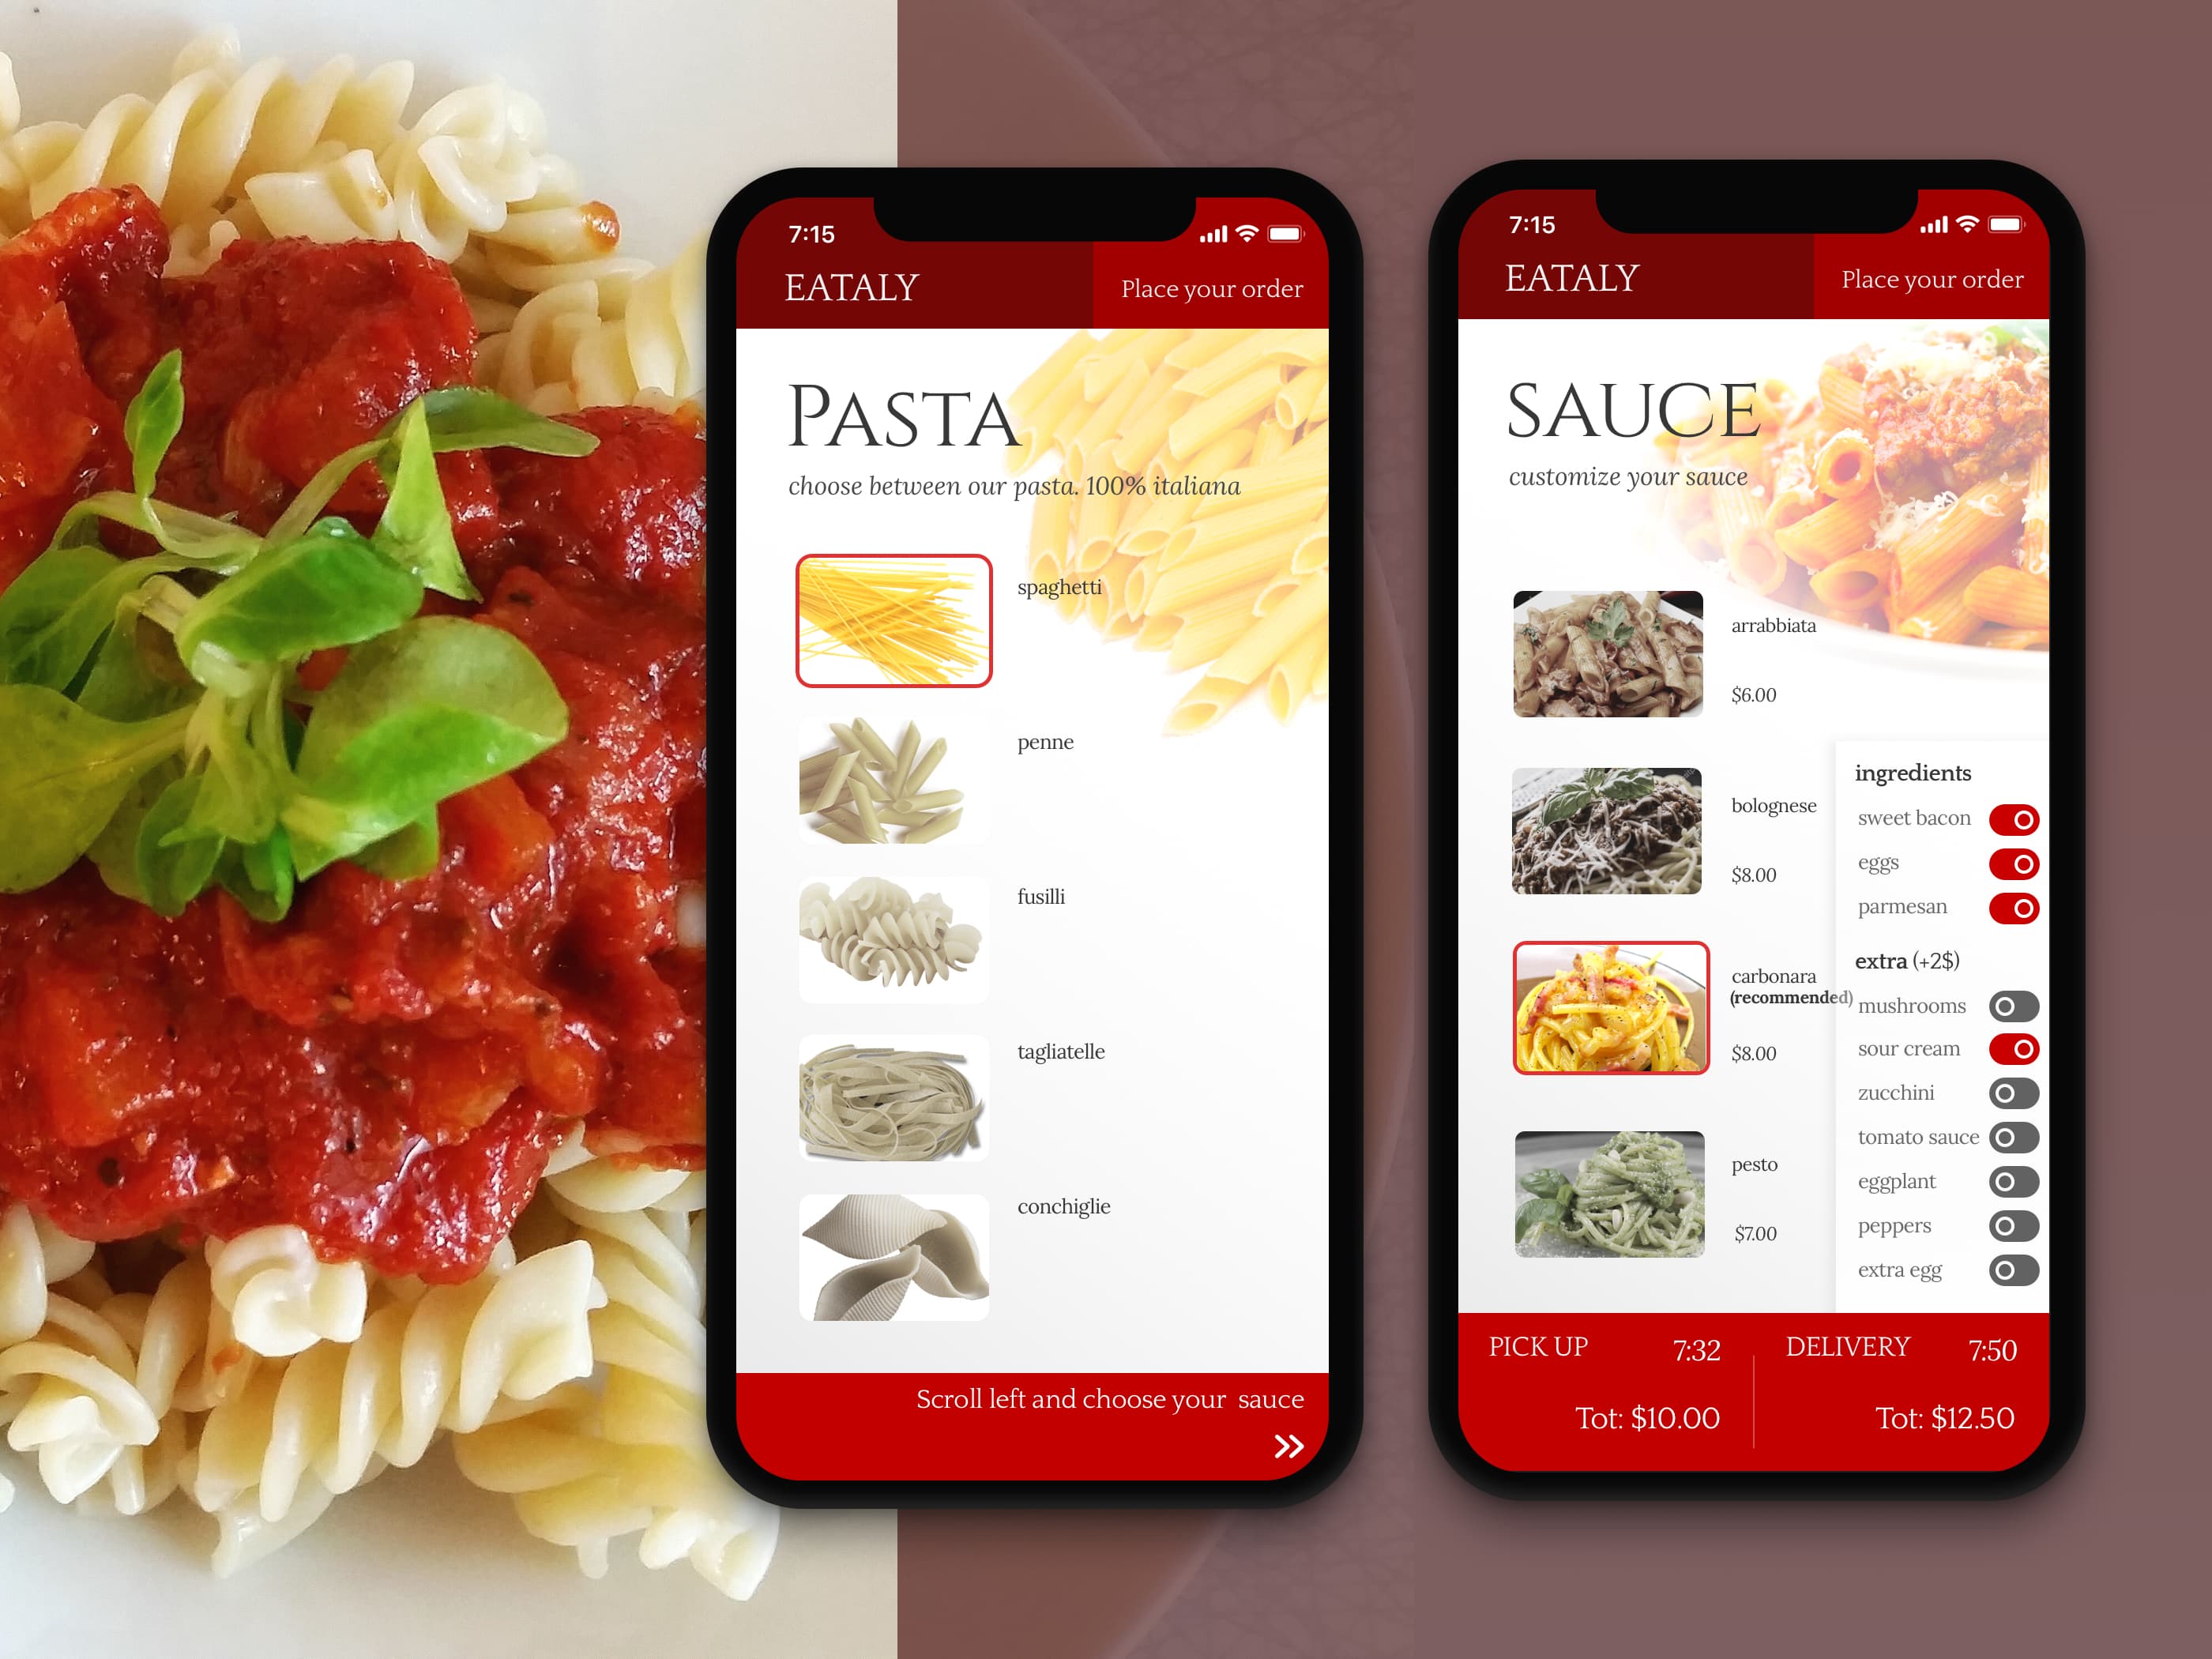 7:15
EATALY
Place your order
PASTA
choose between our pasta. 100% italiana
spaghetti
penne
fusilli
tagliatelle
conchiglie
Scroll left and choose your sauce
7:15
EATALY
Place your order
SAUCE
customize your sauce
arrabbiata
$6.00
bolognese
$8.00
carbonara
(recommended)
$8.00
pesto
$7.00
ingredients
sweet bacon
eggs
parmesan
extra (+2$)
mushrooms
sour cream
zucchini
tomato sauce
eggplant
peppers
extra egg
PICK UP 7:32
Tot: $10.00
DELIVERY 7:50
Tot: $12.50